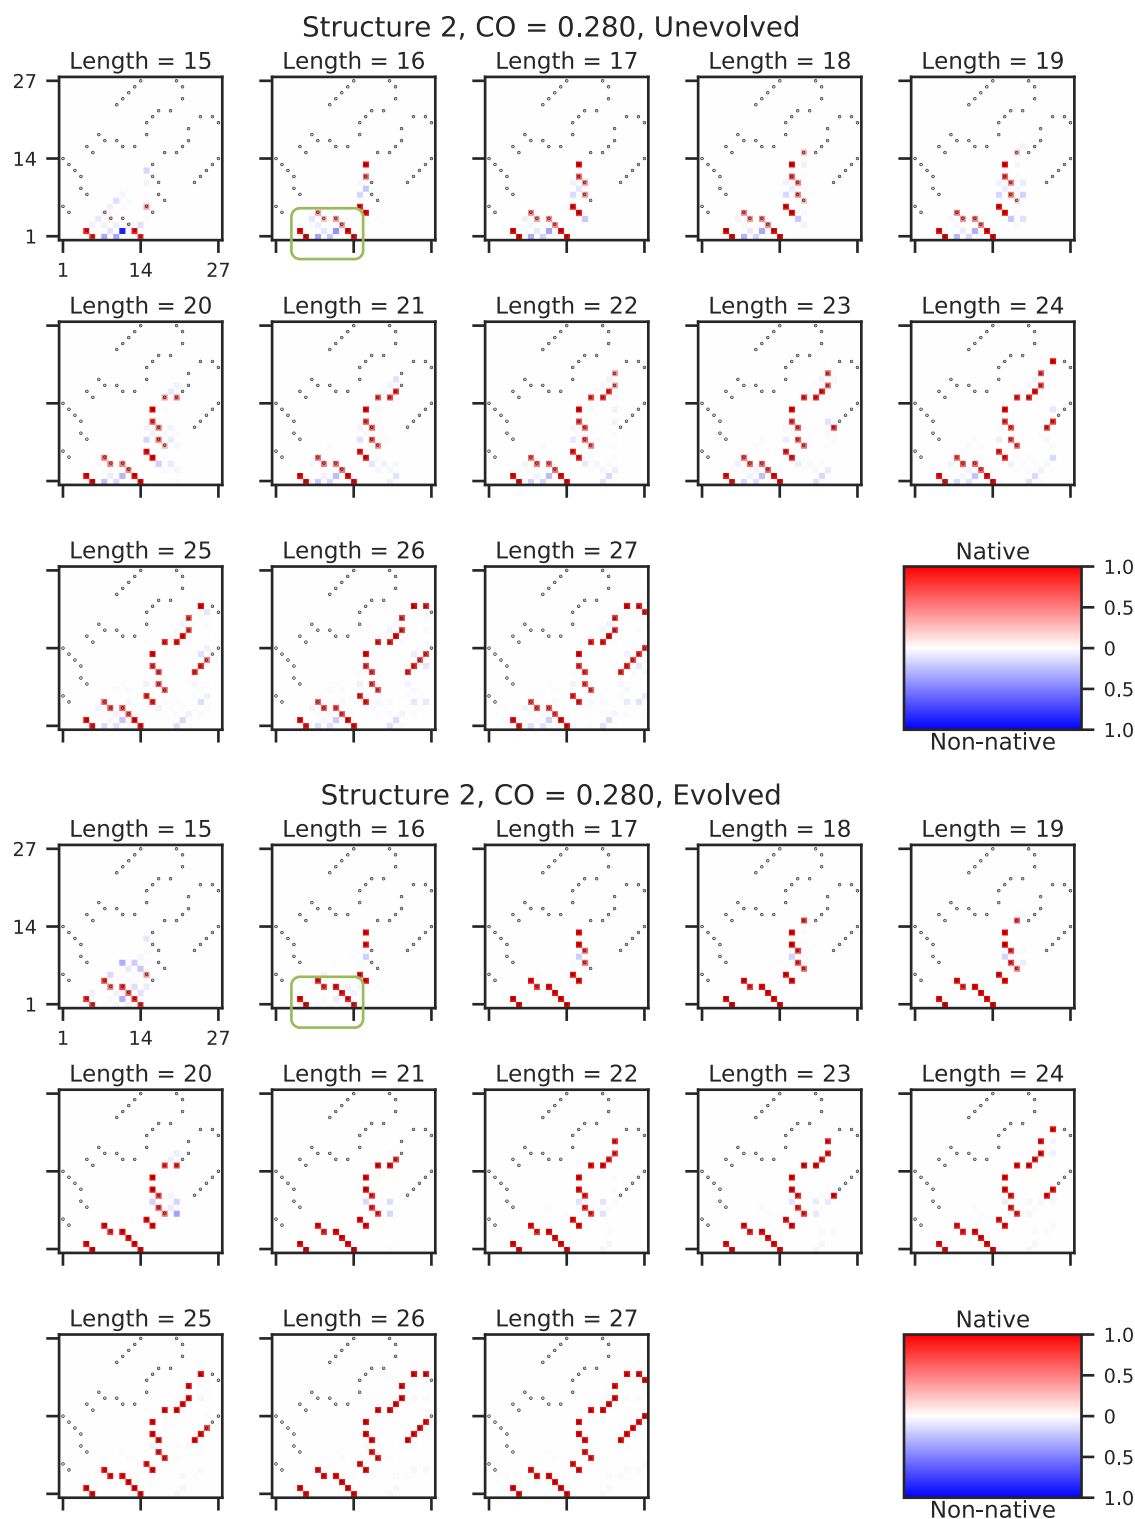 Structure 2, CO = 0.280, Unevolved
Length = 15 Length = 16 Length = 17 Length = 18 Length = 19
27
14
1
1 14 27
Length = 20 Length = 21 Length = 22 Length = 23 Length = 24
Length = 25 Length = 26 Length = 27
Native
1.0
0.5
0
0.5
1.0
Non-native
Structure 2, CO = 0.280, Evolved
Length = 15 Length = 16 Length = 17 Length = 18 Length = 19
27
14
1
1 14 27
Length = 20 Length = 21 Length = 22 Length = 23 Length = 24
Length = 25 Length = 26 Length = 27
Native
1.0
0.5
0
0.5
1.0
Non-native